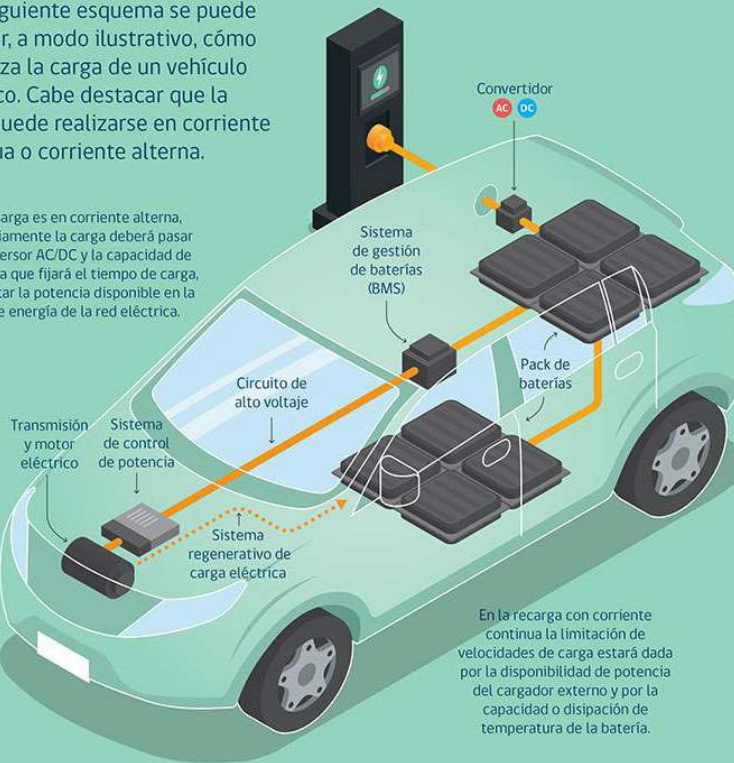 guiente esquema se puede
r, a modo ilustrativo, cómo
za la carga de un vehículo
co. Cabe destacar que la
uede realizarse en corriente
ua o corriente alterna.
arga es en corriente alterna,
iamente la carga deberá pasar
ersor AC/DC y la capacidad de
a que fijará el tiempo de carga,
tar la potencia disponible en la
e energía de la red eléctrica.
Convertidor
AC DC
Sistema
de gestión
de baterías
(BMS)
Circuito de
alto voltaje
Pack de
baterías
Transmisión
y motor
eléctrico
Sistema
de control
de potencia
Sistema
regenerativo de
carga eléctrica
En la recarga con corriente
continua la limitación de
velocidades de carga estará dada
por la disponibilidad de potencia
del cargador externo y por la
capacidad o disipación de
temperatura de la batería.